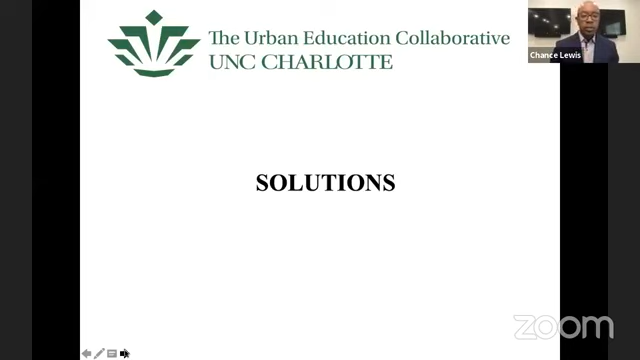 The Urban Education Collaborative
UNC CHARLOTTE
Chance Lewis
SOLUTIONS
zoom